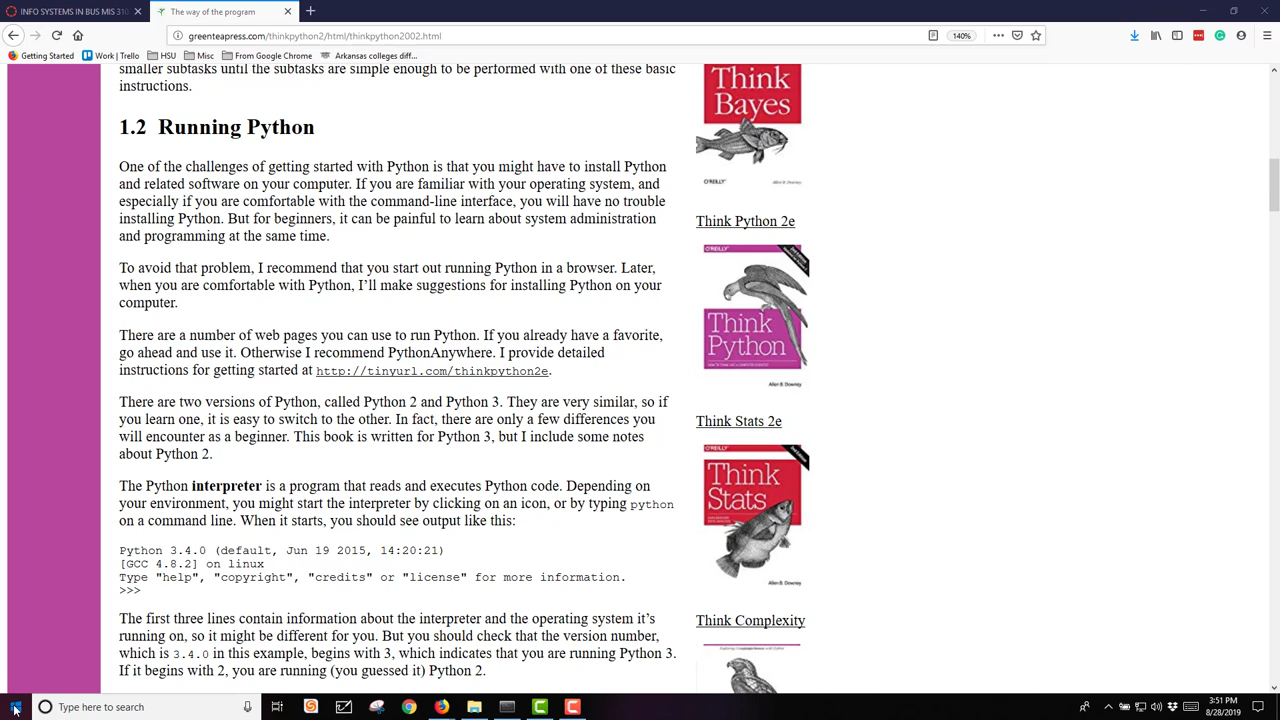 INFO SYSTEMS IN BUS MIS 310
The way of the program
greenteapress.com/thinkpython2/html/thinkpython2002.html
140%
Getting Started
Work | Trello
HSU
Misc
From Google Chrome
Arkansas colleges diff...
smaller subtasks until the subtasks are simple enough to be performed with one of these basic
instructions.
1.2 Running Python
One of the challenges of getting started with Python is that you might have to install Python
and related software on your computer. If you are familiar with your operating system, and
especially if you are comfortable with the command-line interface, you will have no trouble
installing Python. But for beginners, it can be painful to learn about system administration
and programming at the same time.
To avoid that problem, I recommend that you start out running Python in a browser. Later,
when you are comfortable with Python, I’ll make suggestions for installing Python on your
computer.
There are a number of web pages you can use to run Python. If you already have a favorite,
go ahead and use it. Otherwise I recommend PythonAnywhere. I provide detailed
instructions for getting started at http://tinyurl.com/thinkpython2e.
There are two versions of Python, called Python 2 and Python 3. They are very similar, so if
you learn one, it is easy to switch to the other. In fact, there are only a few differences you
will encounter as a beginner. This book is written for Python 3, but I include some notes
about Python 2.
The Python interpreter is a program that reads and executes Python code. Depending on
your environment, you might start the interpreter by clicking on an icon, or by typing python
on a command line. When it starts, you should see output like this:
Python 3.4.0 (default, Jun 19 2015, 14:20:21)
[GCC 4.8.2] on linux
Type "help", "copyright", "credits" or "license" for more information.
>>>
The first three lines contain information about the interpreter and the operating system it’s
running on, so it might be different for you. But you should check that the version number,
which is 3.4.0 in this example, begins with 3, which indicates that you are running Python 3.
If it begins with 2, you are running (you guessed it) Python 2.
Think
Bayes
O'REILLY
Allen B. Downey
Think Python 2e
O'REILLY
Think
Python
Allen B. Downey
Think Stats 2e
O'REILLY
Think
Stats
Allen B. Downey
Think Complexity
Type here to search
3:51 PM
8/28/2019